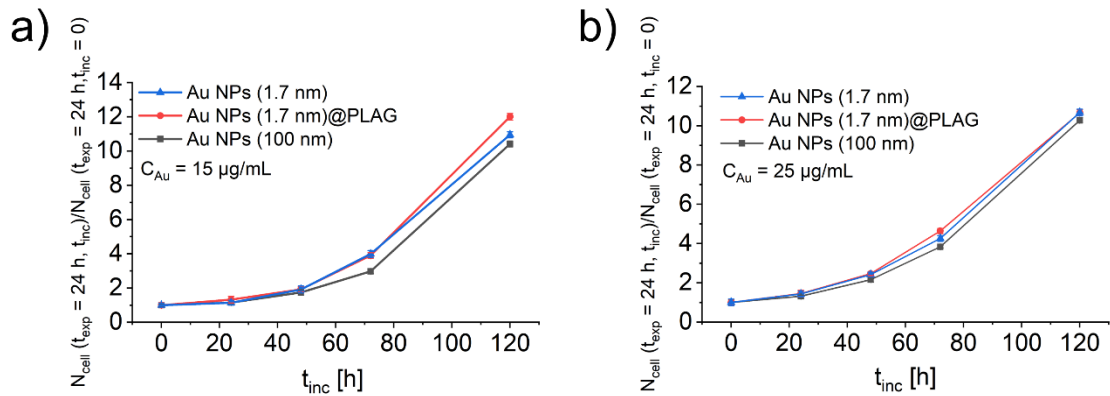 a)
N_cell (t_exp = 24 h, t_inc)/N_cell (t_exp = 24 h,t_inc = 0)
14
12
10
8
6
4
2
0
Au NPs (1.7 nm)
Au NPs (1.7 nm)@PLAG
Au NPs (100 nm)
C_Au = 15 µg/mL
0 20 40 60 80 100 120
t_inc [h]
b)
N_cell (t_exp = 24 h, t_inc)/N_cell (t_exp = 24 h, t_inc = 0)
12
10
8
6
4
2
0
Au NPs (1.7 nm)
Au NPs (1.7 nm)@PLAG
Au NPs (100 nm)
C_Au = 25 µg/mL
0 20 40 60 80 100 120
t_inc [h]